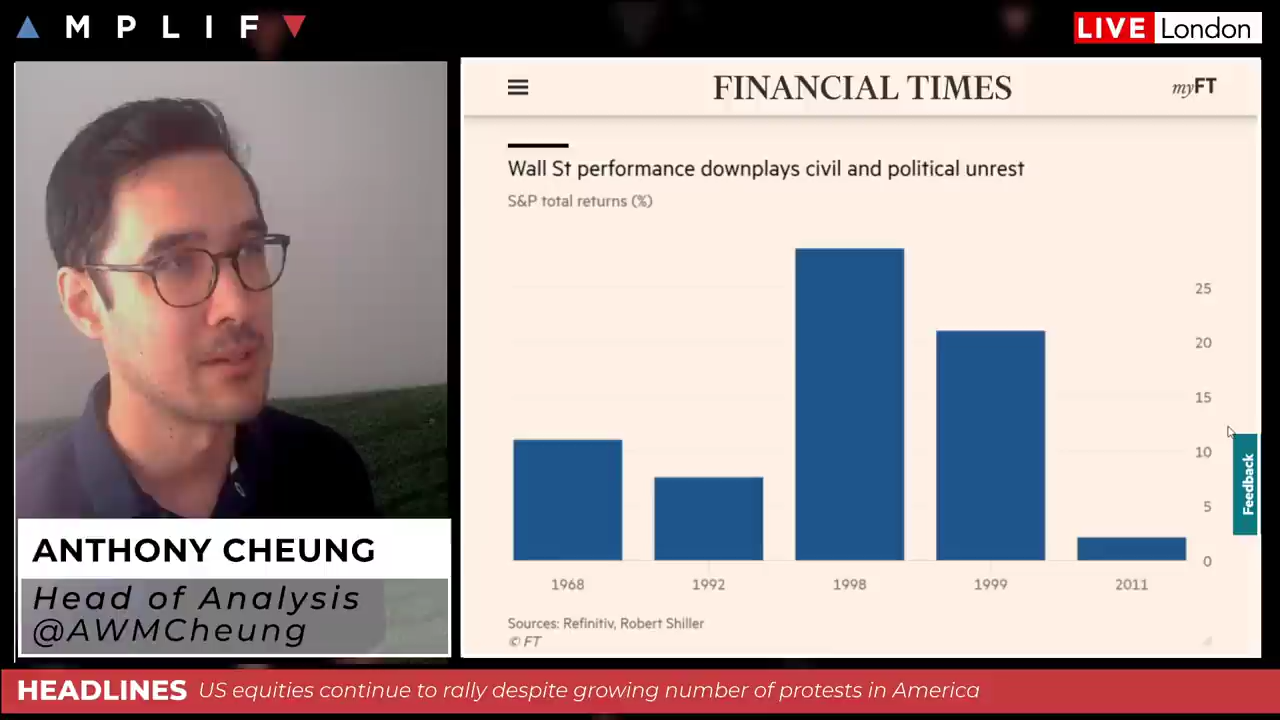 MPLIF
LIVE London
FINANCIAL TIMES
myFT
Wall St performance downplays civil and political unrest
S&P total returns (%)
25
20
15
10
5
0
1968 1992 1998 1999 2011
Feedback
Sources: Refinitiv, Robert Shiller
© FT
ANTHONY CHEUNG
Head of Analysis
@AWMCheung
HEADLINES US equities continue to rally despite growing number of protests in America